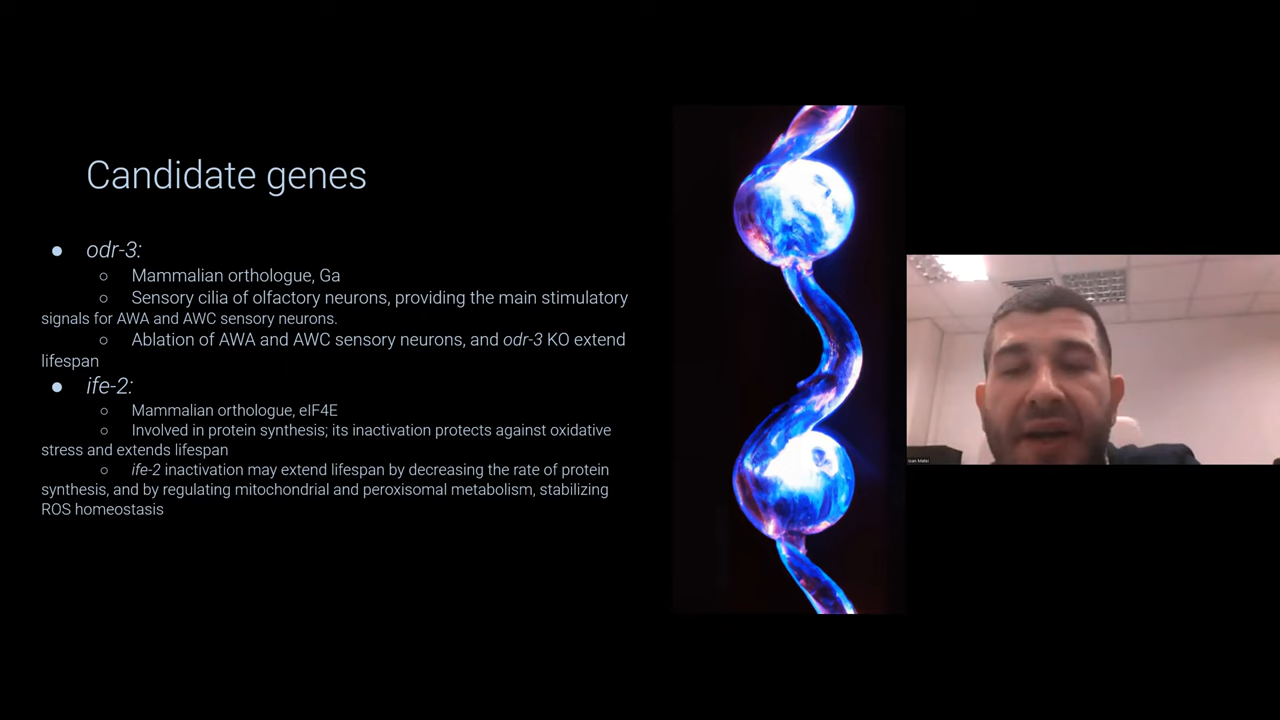 Candidate genes
● odr-3:
○ Mammalian orthologue, Ga
○ Sensory cilia of olfactory neurons, providing the main stimulatory
signals for AWA and AWC sensory neurons.
○ Ablation of AWA and AWC sensory neurons, and odr-3 KO extend
lifespan
● ife-2:
○ Mammalian orthologue, eIF4E
○ Involved in protein synthesis; its inactivation protects against oxidative
stress and extends lifespan
○ ife-2 inactivation may extend lifespan by decreasing the rate of protein
synthesis, and by regulating mitochondrial and peroxisomal metabolism, stabilizing
ROS homeostasis